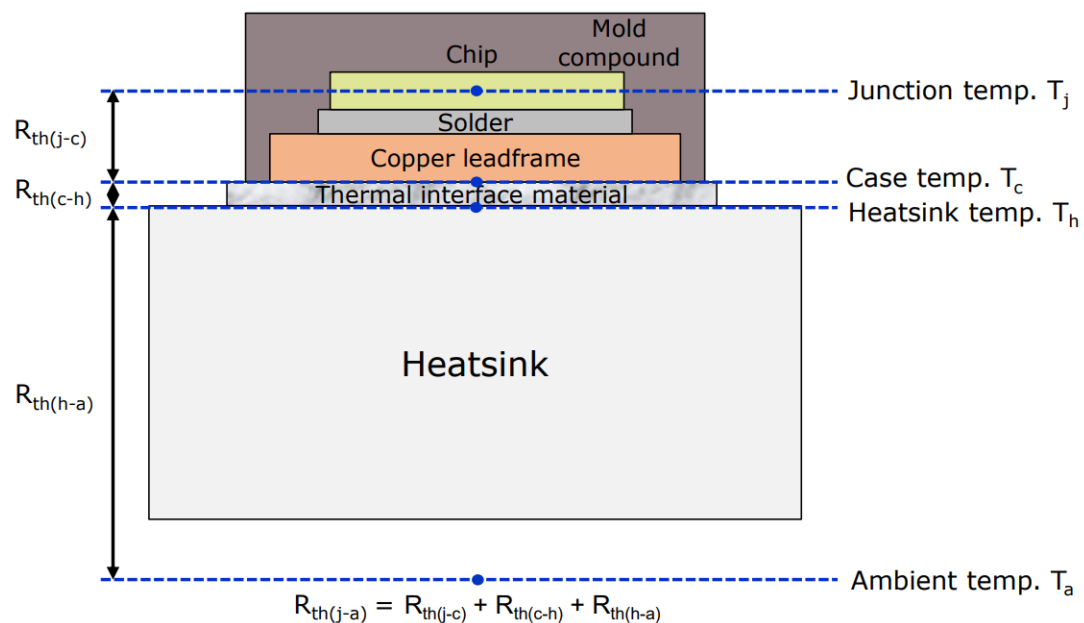 Mold
compound
Chip
Junction temp. Tj
Rth(j-c)
Solder
Copper leadframe
Case temp. Tc
Rth(c-h)
Thermal interface material
Heatsink temp. Th
Heatsink
Rth(h-a)
Ambient temp. Ta
Rth(j-a) = Rth(j-c) + Rth(c-h) + Rth(h-a)